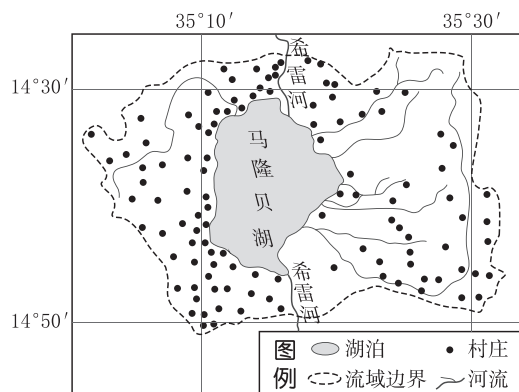 35°10′
35°30′
14°30′
14°50′
希雷河
马隆贝湖
希雷河
图例
湖泊
村庄
流域边界
河流